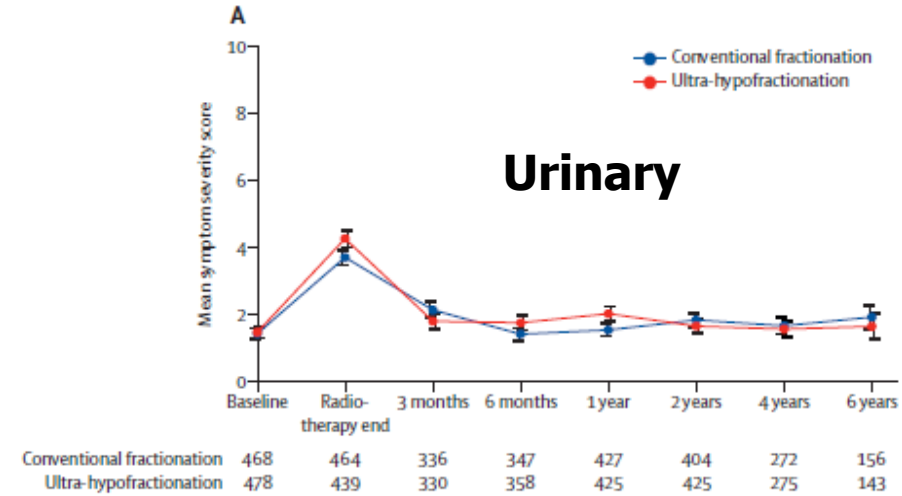 A
10
Conventional fractionation
Ultra-hypofractionation
8
Mean symptom severity score
Urinary
6
4
2
0
Baseline Radio- 3 months 6 months 1 year 2 years 4 years 6 years
therapy end
Conventional fractionation 468 464 336 347 427 404 272 156
Ultra-hypofractionation 478 439 330 358 425 425 275 143